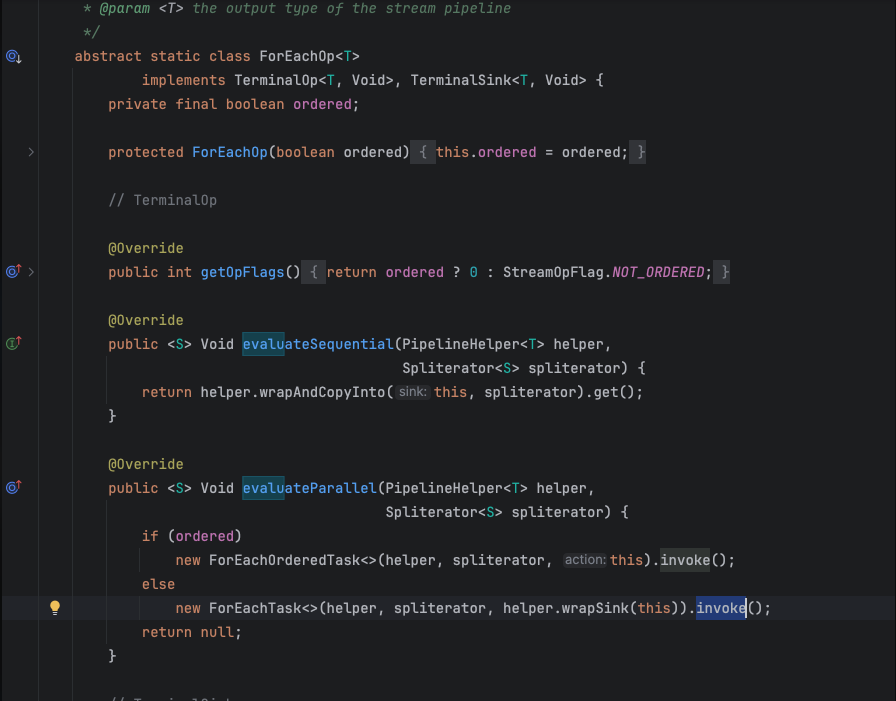 * @param <T> the output type of the stream pipeline
*/
abstract static class ForEachOp<T>
implements TerminalOp<T, Void>, TerminalSink<T, Void> {
private final boolean ordered;
protected ForEachOp(boolean ordered) { this.ordered = ordered; }
// TerminalOp
@Override
public int getOpFlags() { return ordered ? 0 : StreamOpFlag.NOT_ORDERED; }
@Override
public <S> Void evaluateSequential(PipelineHelper<T> helper,
Spliterator<S> spliterator) {
return helper.wrapAndCopyInto( sink: this, spliterator).get();
}
@Override
public <S> Void evaluateParallel(PipelineHelper<T> helper,
Spliterator<S> spliterator) {
if (ordered)
new ForEachOrderedTask<>(helper, spliterator, action: this).invoke();
else
new ForEachTask<>(helper, spliterator, helper.wrapSink(this)).invoke();
return null;
}